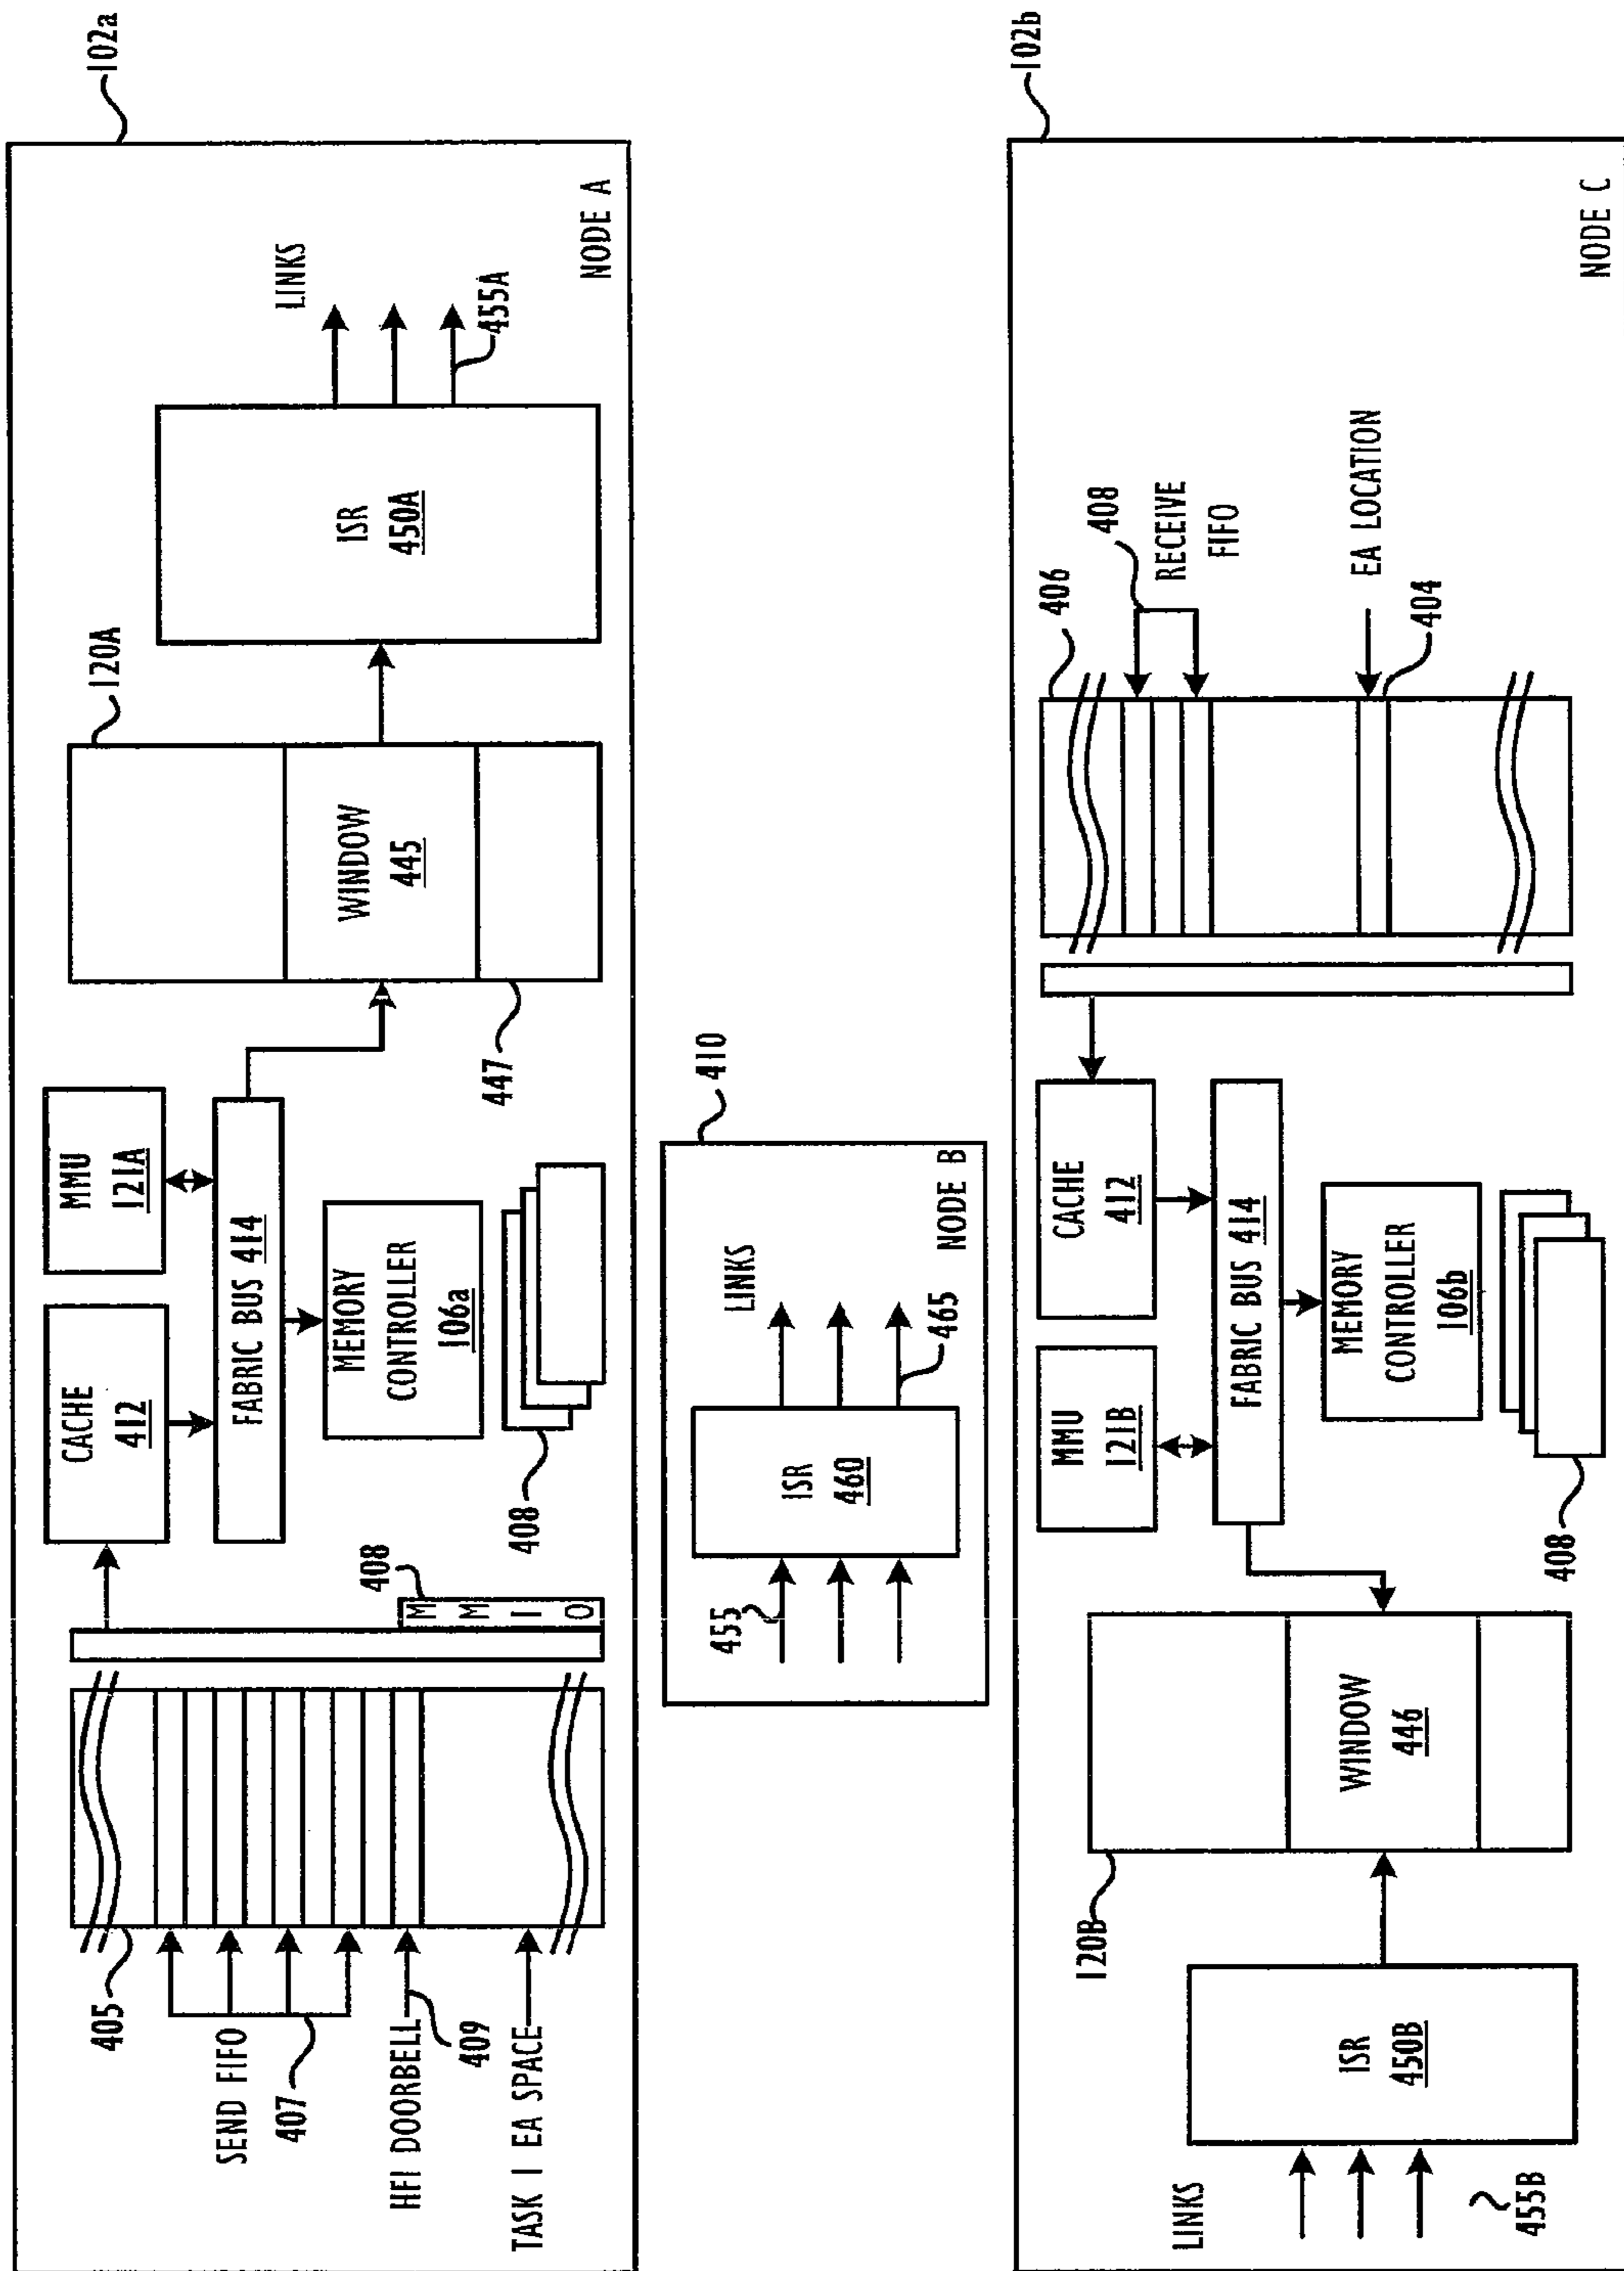 102a
SEND FIFO
407
HFI DOORBELL
409
TASK 1 EA SPACE
405
408
M M I O
CACHE
412
MMU
121A
FABRIC BUS 414
MEMORY
CONTROLLER
106a
408
447
120A
WINDOW
445
ISR
450A
LINKS
455A
NODE A
410
455
ISR
460
LINKS
465
NODE B
102b
LINKS
455B
ISR
450B
120B
WINDOW
446
MMU
121B
CACHE
412
FABRIC BUS 414
MEMORY
CONTROLLER
106b
408
406
408
RECEIVE
FIFO
EA LOCATION
404
NODE C